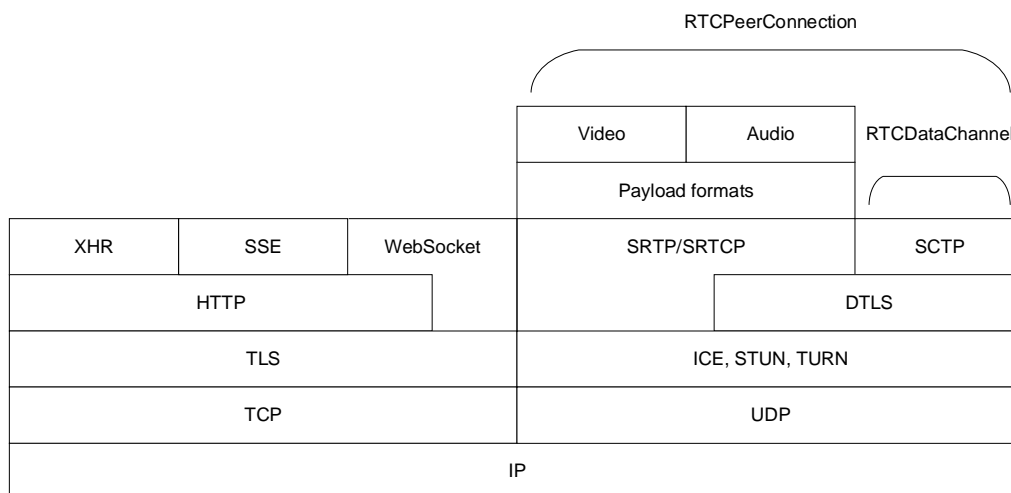 RTCPeerConnection
Video
Audio
RTCDataChannel
Payload formats
XHR
SSE
WebSocket
SRTP/SRTCP
SCTP
HTTP
DTLS
TLS
ICE, STUN, TURN
TCP
UDP
IP